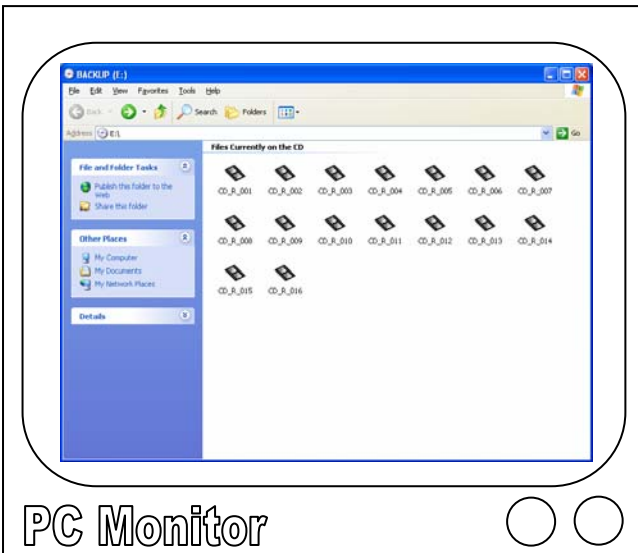 BACKUP (E:)
File Edit View Favorites Tools Help
Back Search Folders
Address E:\ Go
Files Currently on the CD
File and Folder Tasks
Publish this folder to the
Web
Share this folder
Other Places
My Computer
My Documents
My Network Places
Details
CD_R_001 CD_R_002 CD_R_003 CD_R_004 CD_R_005 CD_R_006 CD_R_007
CD_R_008 CD_R_009 CD_R_010 CD_R_011 CD_R_012 CD_R_013 CD_R_014
CD_R_015 CD_R_016
PC Monitor